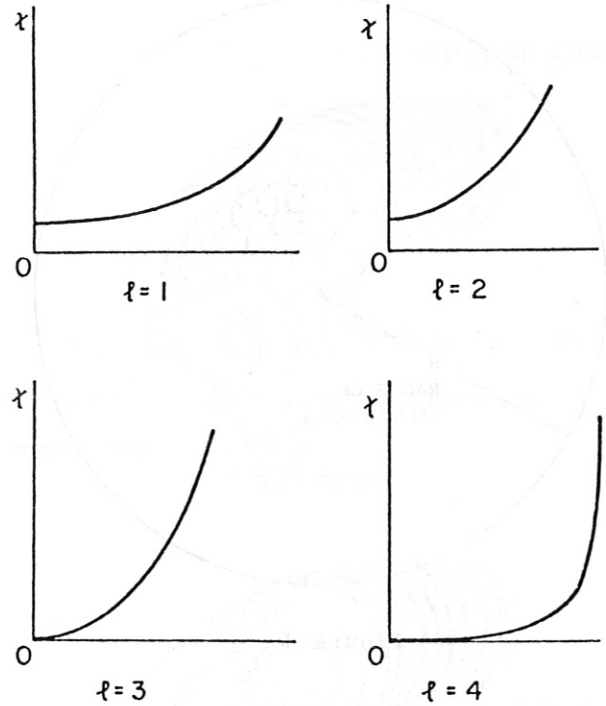 χ χ
0 0
ℓ = 1 ℓ = 2
χ χ
0 0
ℓ = 3 ℓ = 4